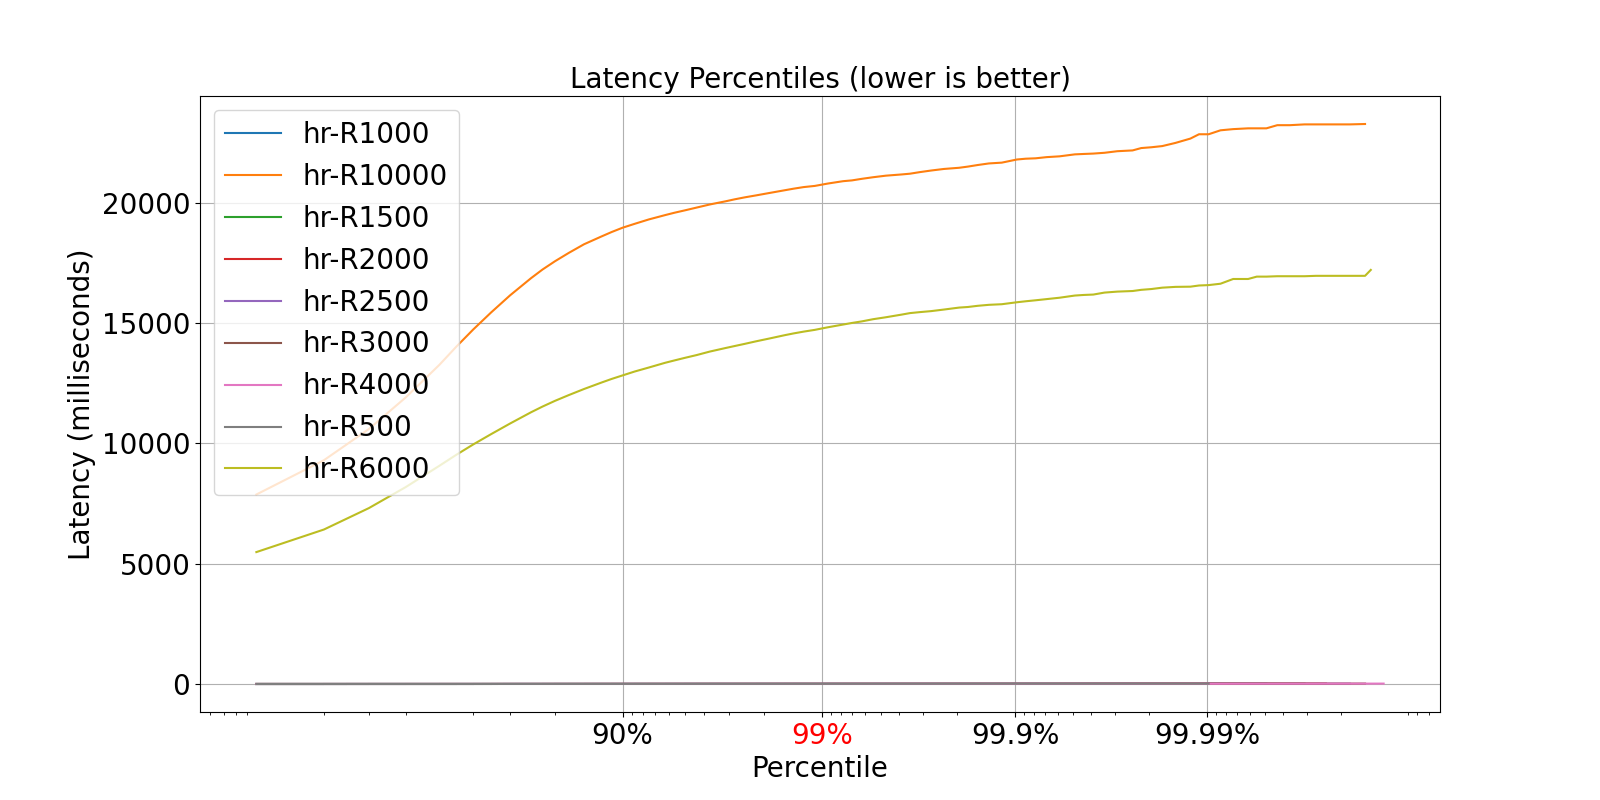 Latency Percentiles (lower is better)
hr-R1000
hr-R10000
hr-R1500
hr-R2000
hr-R2500
hr-R3000
hr-R4000
hr-R500
hr-R6000
Latency (milliseconds)
20000
15000
10000
5000
0
90% 99% 99.9% 99.99%
Percentile